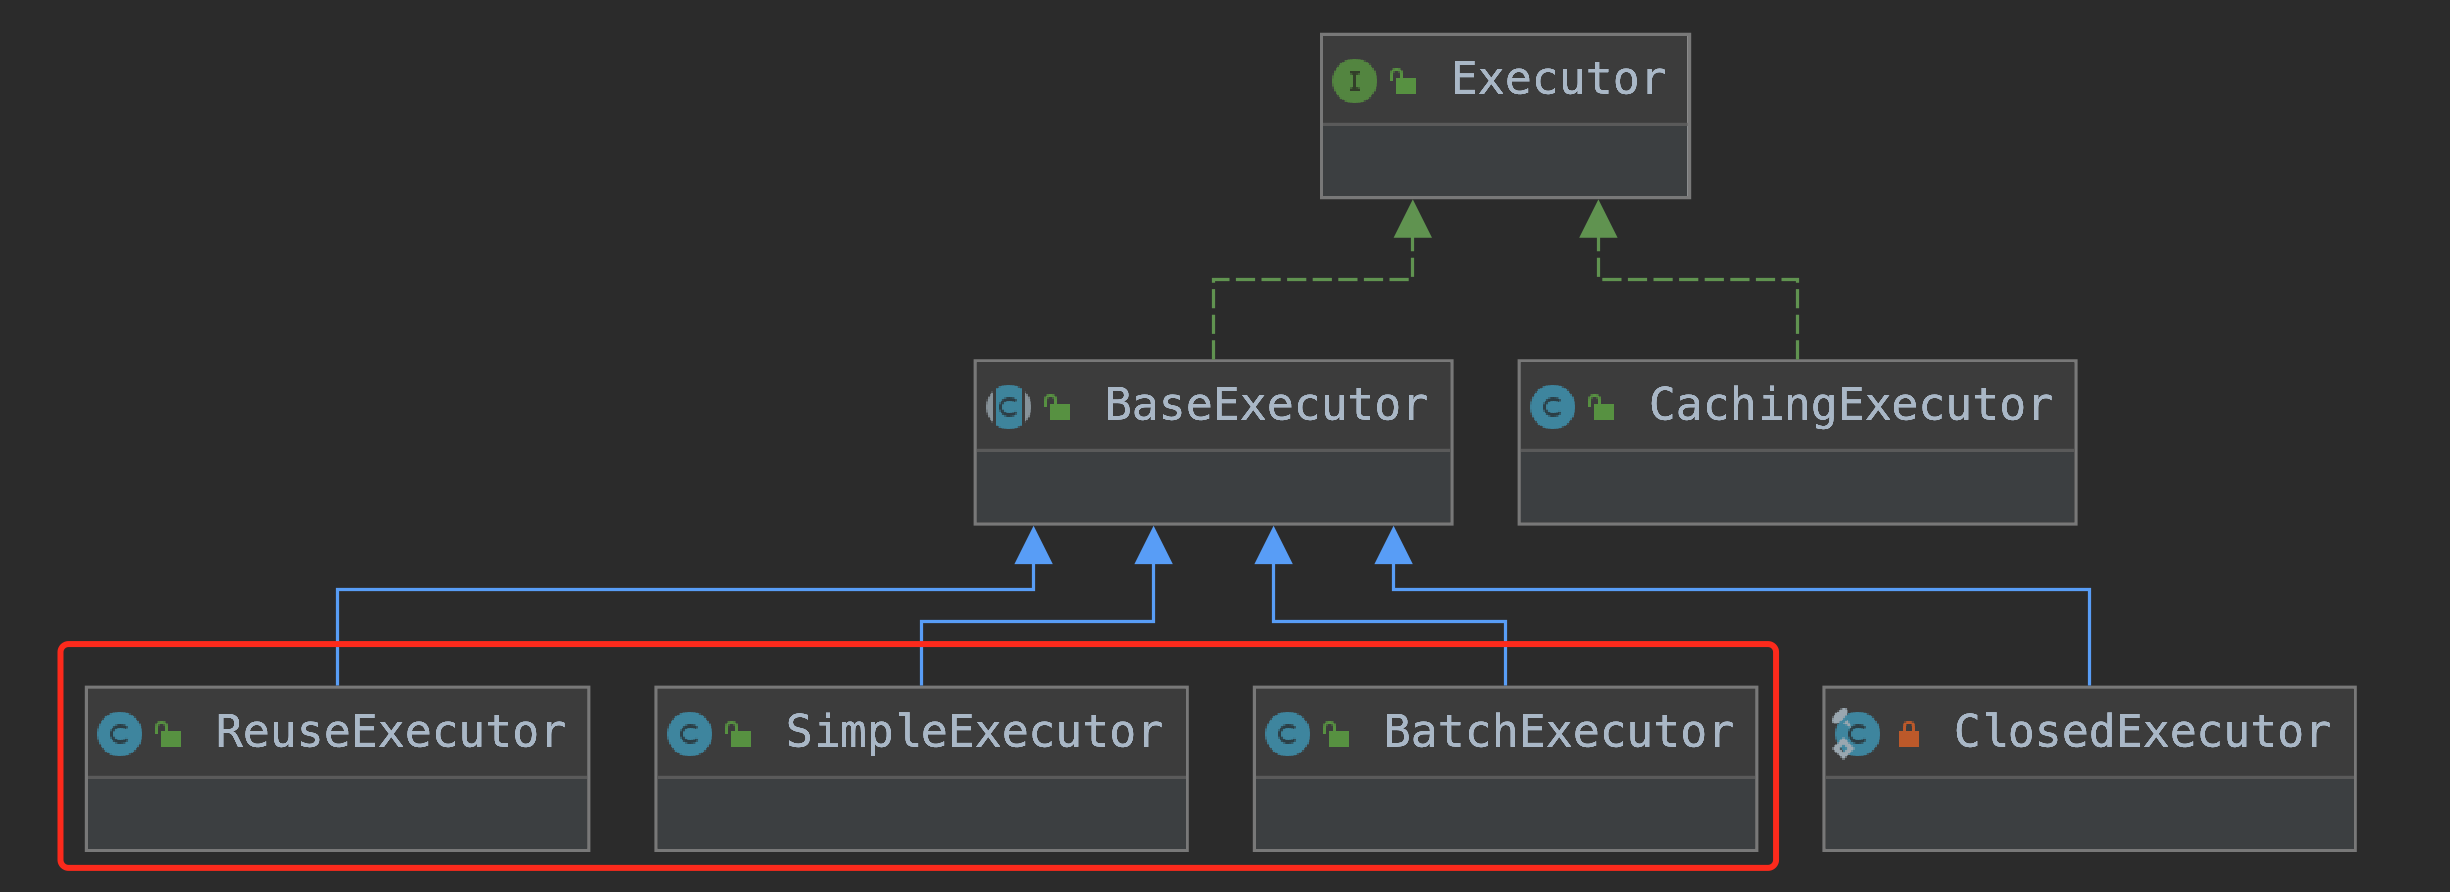 I Executor
C BaseExecutor
C CachingExecutor
C ReuseExecutor
C SimpleExecutor
C BatchExecutor
C ClosedExecutor